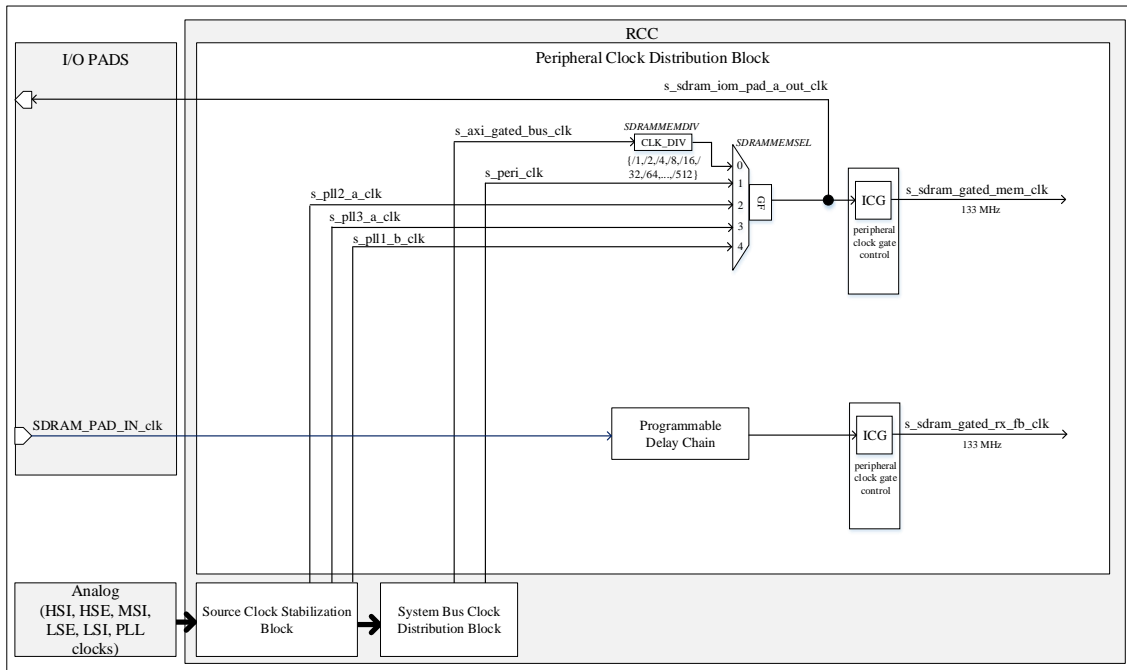 RCC
I/O PADS
Peripheral Clock Distribution Block
s_sdram_iom_pad_a_out_clk
SDRAMMEMDIV
s_axi_gated_bus_clk
CLK_DIV
SDRAMMEMSEL
{/1,/2,/4,/8,/16,/
32,/64,...,/512}
0
s_peri_clk
1
s_pll2_a_clk
2
GF
ICG
s_sdram_gated_mem_clk
133 MHz
s_pll3_a_clk
3
peripheral
clock gate
control
s_pll1_b_clk
4
SDRAM_PAD_IN_clk
Programmable
Delay Chain
ICG
s_sdram_gated_rx_fb_clk
133 MHz
peripheral
clock gate
control
Analog
(HSI, HSE, MSI,
LSE, LSI, PLL
clocks)
Source Clock Stabilization
Block
System Bus Clock
Distribution Block